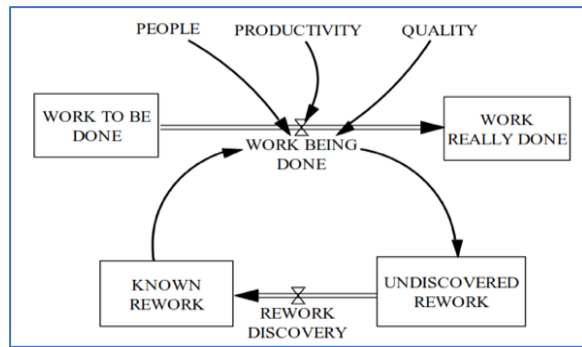 PEOPLE
PRODUCTIVITY
QUALITY
WORK TO BE
DONE
WORK BEING
DONE
WORK
REALLY DONE
KNOWN
REWORK
REWORK
DISCOVERY
UNDISCOVERED
REWORK